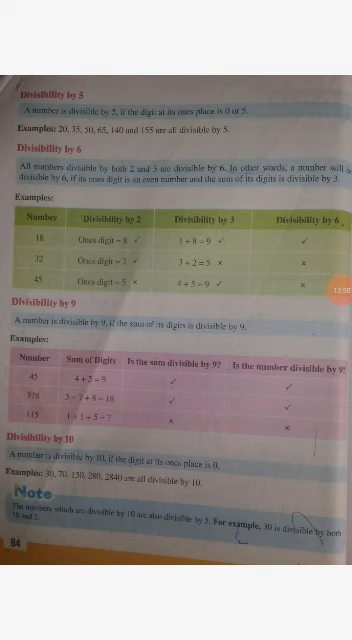 Divisibility by 5
A number is divisible by 5, if the digit at its ones place is 0 or 5.
Examples: 20, 35, 50, 65, 140 and 155 are all divisible by 5.
Divisibility by 6
All numbers divisible by both 2 and 3 are divisible by 6. In other words, a number will be
divisible by 6, if its ones digit is an even number and the sum of its digits is divisible by 3.
Examples:
Number Divisibility by 2 Divisibility by 3 Divisibility by 6
18 Ones digit = 8 ✓ 1 + 8 = 9 ✓ ✓
32 Ones digit = 2 ✓ 3 + 2 = 5 × ×
45 Ones digit = 5 × 4 + 5 = 9 ✓ ×
12:50
Divisibility by 9
A number is divisible by 9, if the sum of its digits is divisible by 9.
Examples:
Number Sum of Digits Is the sum divisible by 9? Is the number divisible by 9?
45 4 + 5 = 9 ✓ ✓
378 3 + 7 + 8 = 18 ✓ ✓
115 1 + 1 + 5 = 7 × ×
Divisibility by 10
A number is divisible by 10, if the digit at its ones place is 0.
Examples: 30, 70, 150, 280, 2840 are all divisible by 10.
Note
The numbers which are divisible by 10 are also divisible by 5. For example, 30 is divisible by both
10 and 5.
84